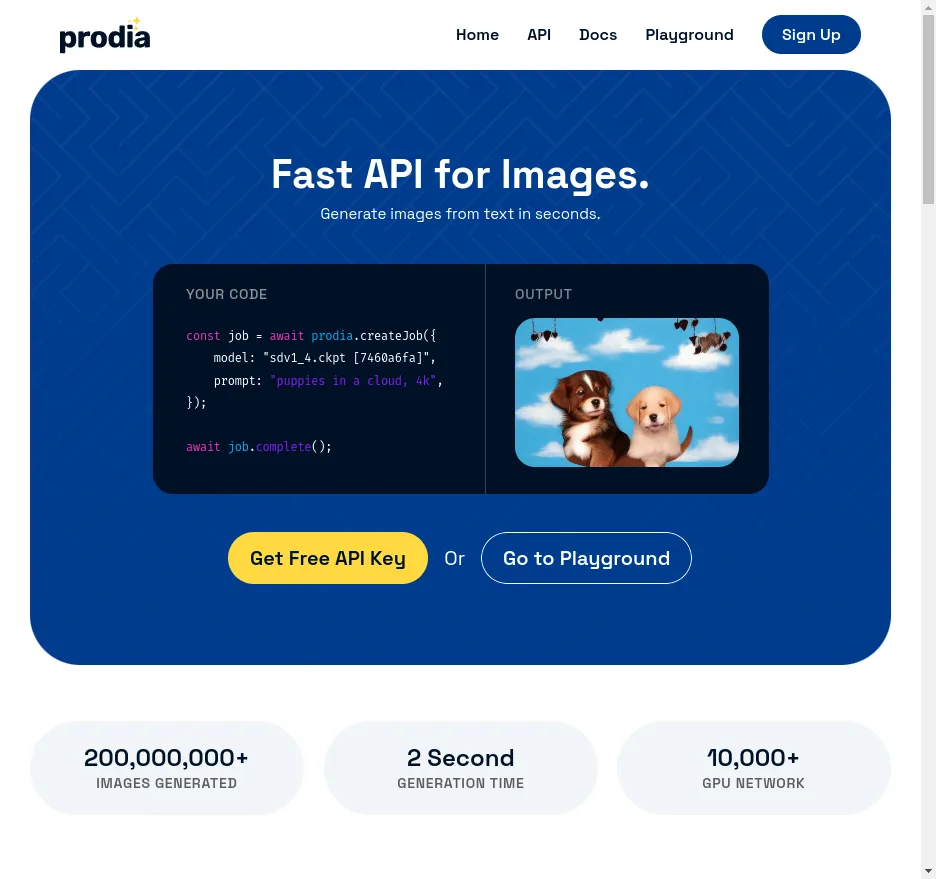 prodia
Home API Docs Playground Sign Up
Fast API for Images.
Generate images from text in seconds.
YOUR CODE
const job = await prodia.createJob({
    model: "sdv1_4.ckpt [7460a6fa]",
    prompt: "puppies in a cloud, 4k",
});
await job.complete();
OUTPUT
Get Free API Key Or Go to Playground
200,000,000+
IMAGES GENERATED
2 Second
GENERATION TIME
10,000+
GPU NETWORK